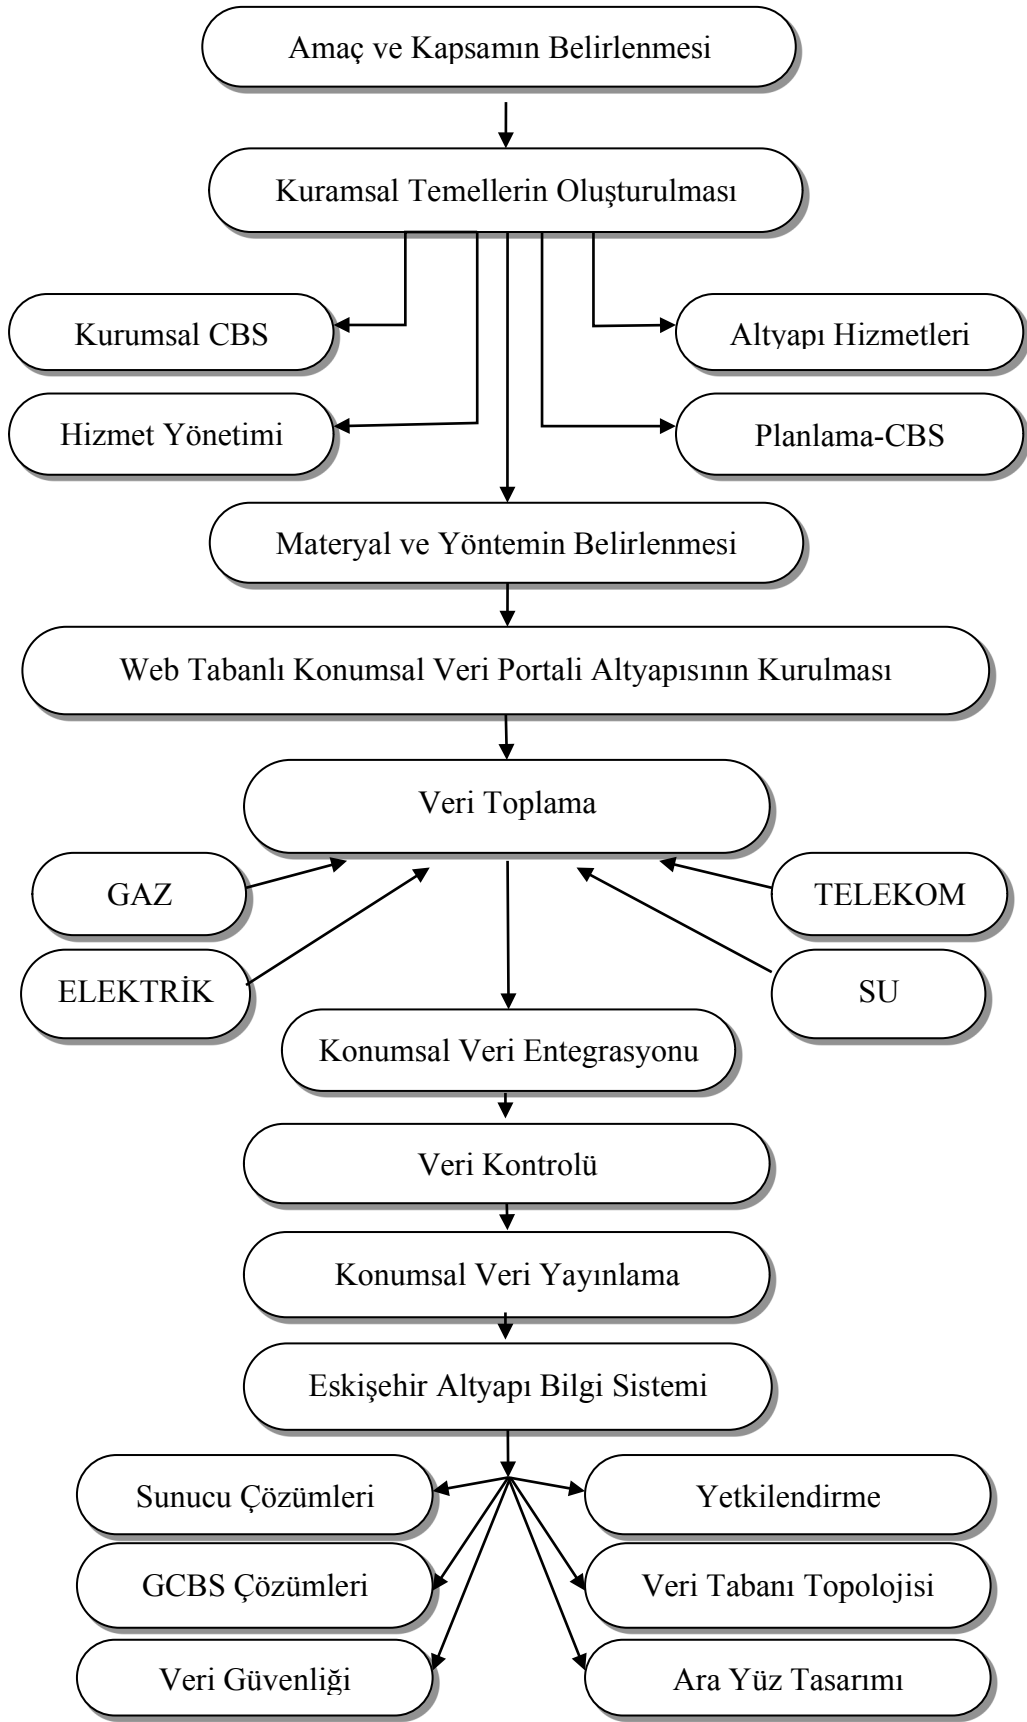 Amaç ve Kapsamın Belirlenmesi
Kuramsal Temellerin Oluşturulması
Kurumsal CBS
Altyapı Hizmetleri
Hizmet Yönetimi
Planlama-CBS
Materyal ve Yöntemin Belirlenmesi
Web Tabanlı Konumsal Veri Portali Altyapısının Kurulması
Veri Toplama
GAZ
TELEKOM
ELEKTRİK
SU
Konumsal Veri Entegrasyonu
Veri Kontrolü
Konumsal Veri Yayınlama
Eskişehir Altyapı Bilgi Sistemi
Sunucu Çözümleri
Yetkilendirme
GCBS Çözümleri
Veri Tabanı Topolojisi
Veri Güvenliği
Ara Yüz Tasarımı